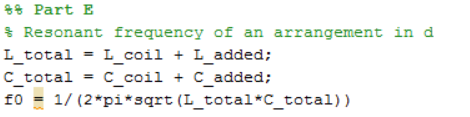 %% Part E
% Resonant frequency of an arrangement in d
L_total = L_coil + L_added;
C_total = C_coil + C_added;
f0 = 1/(2*pi*sqrt(L_total*C_total))